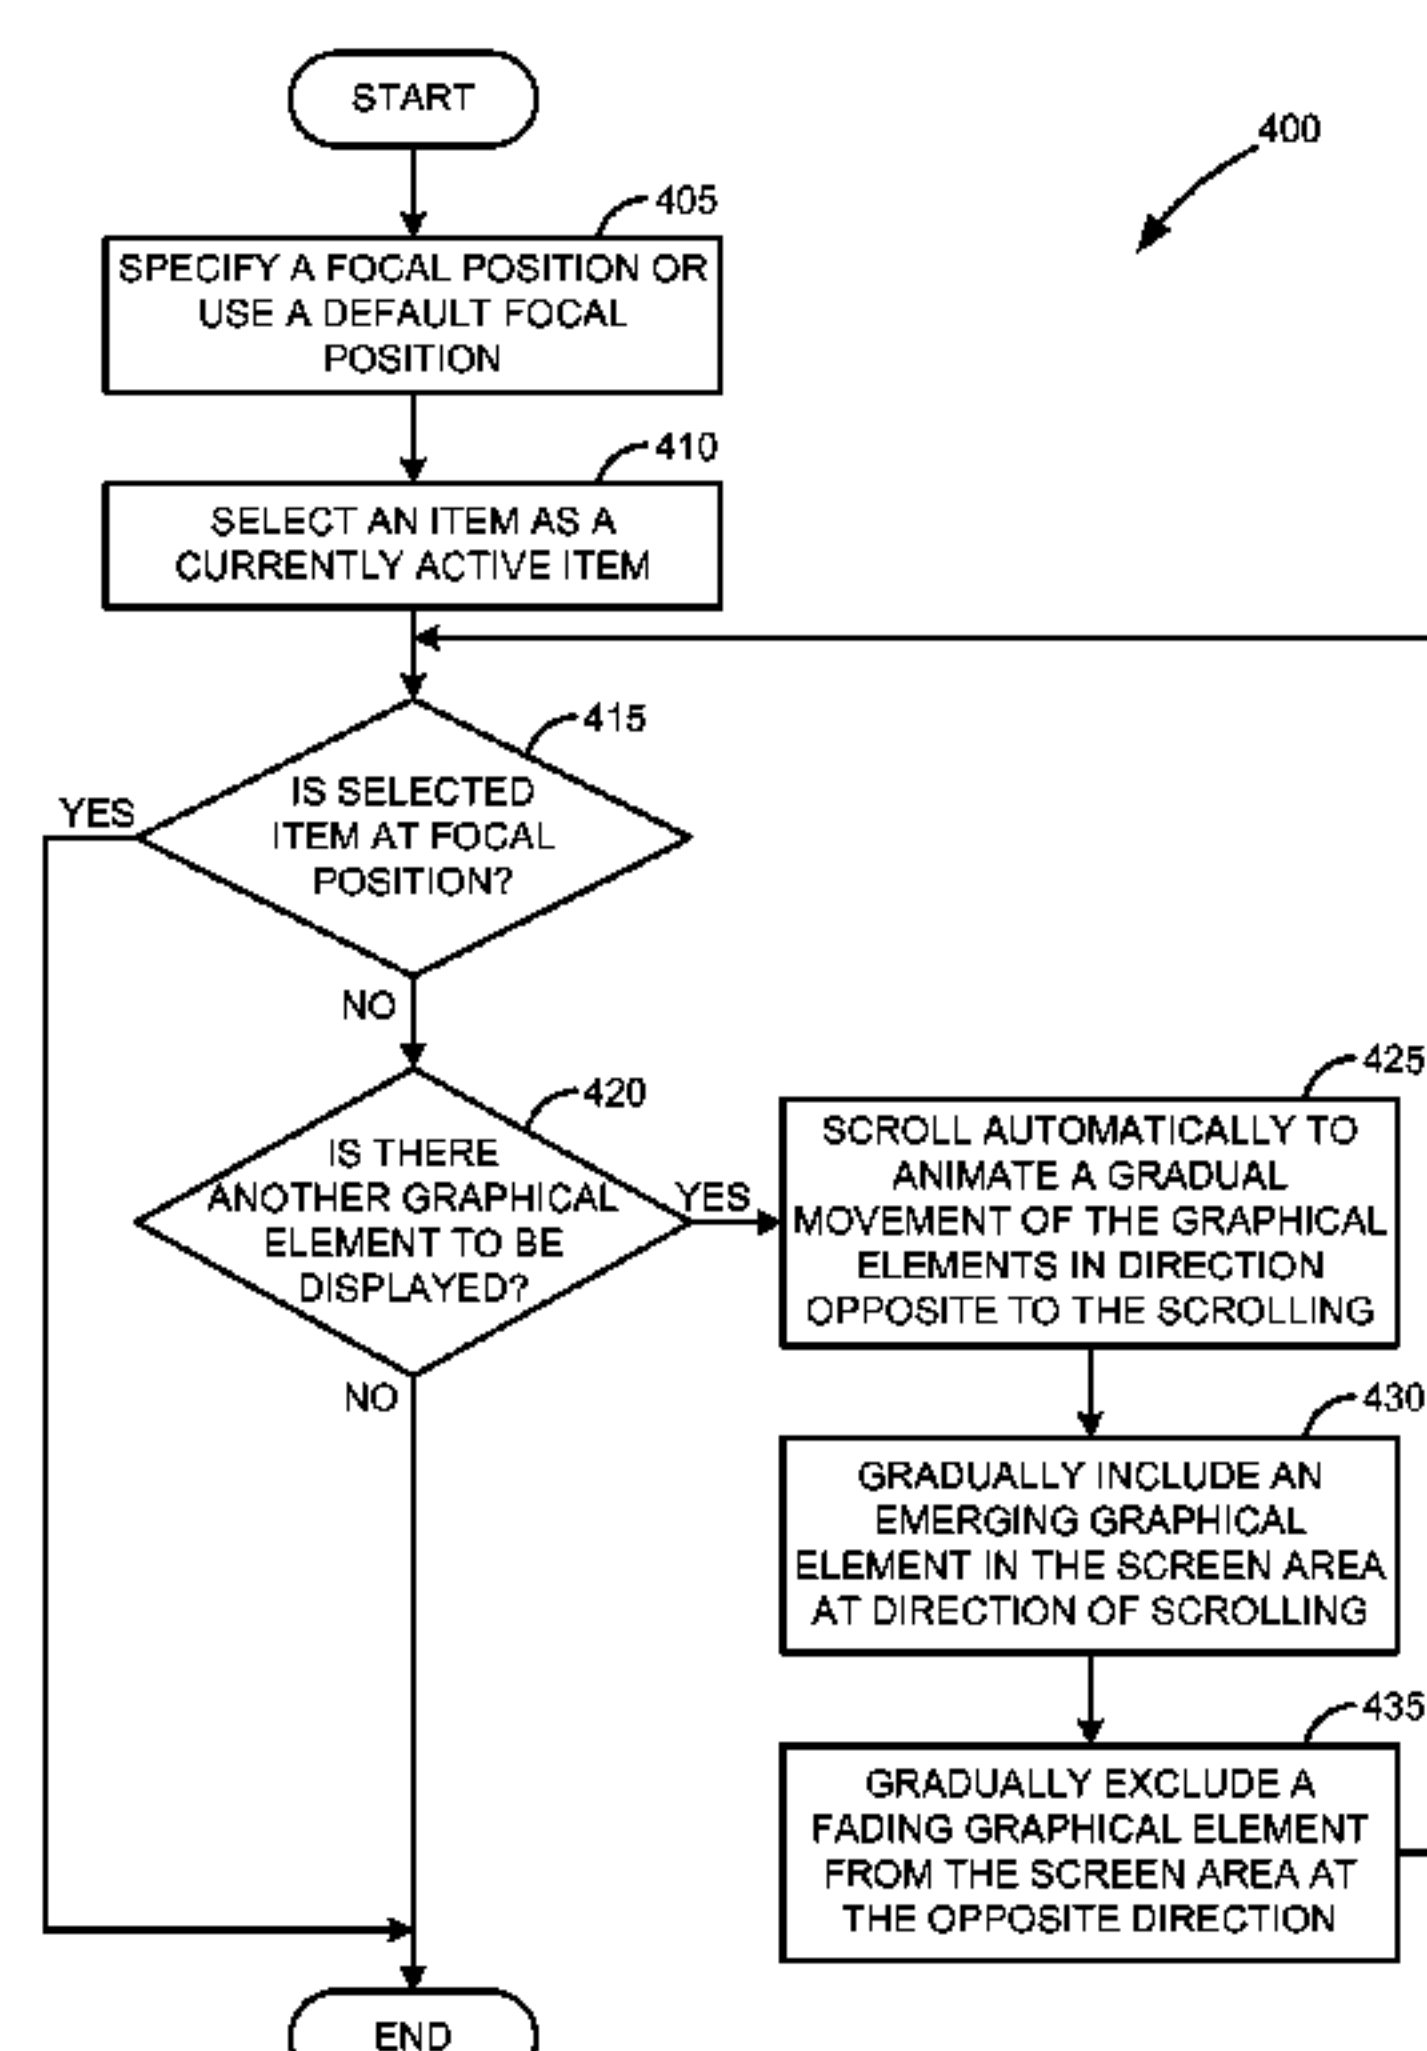 START
400
405
SPECIFY A FOCAL POSITION OR
USE A DEFAULT FOCAL
POSITION
410
SELECT AN ITEM AS A
CURRENTLY ACTIVE ITEM
415
IS SELECTED
ITEM AT FOCAL
POSITION?
YES
NO
420
IS THERE
ANOTHER GRAPHICAL
ELEMENT TO BE
DISPLAYED?
YES
NO
425
SCROLL AUTOMATICALLY TO
ANIMATE A GRADUAL
MOVEMENT OF THE GRAPHICAL
ELEMENTS IN DIRECTION
OPPOSITE TO THE SCROLLING
430
GRADUALLY INCLUDE AN
EMERGING GRAPHICAL
ELEMENT IN THE SCREEN AREA
AT DIRECTION OF SCROLLING
435
GRADUALLY EXCLUDE A
FADING GRAPHICAL ELEMENT
FROM THE SCREEN AREA AT
THE OPPOSITE DIRECTION
END